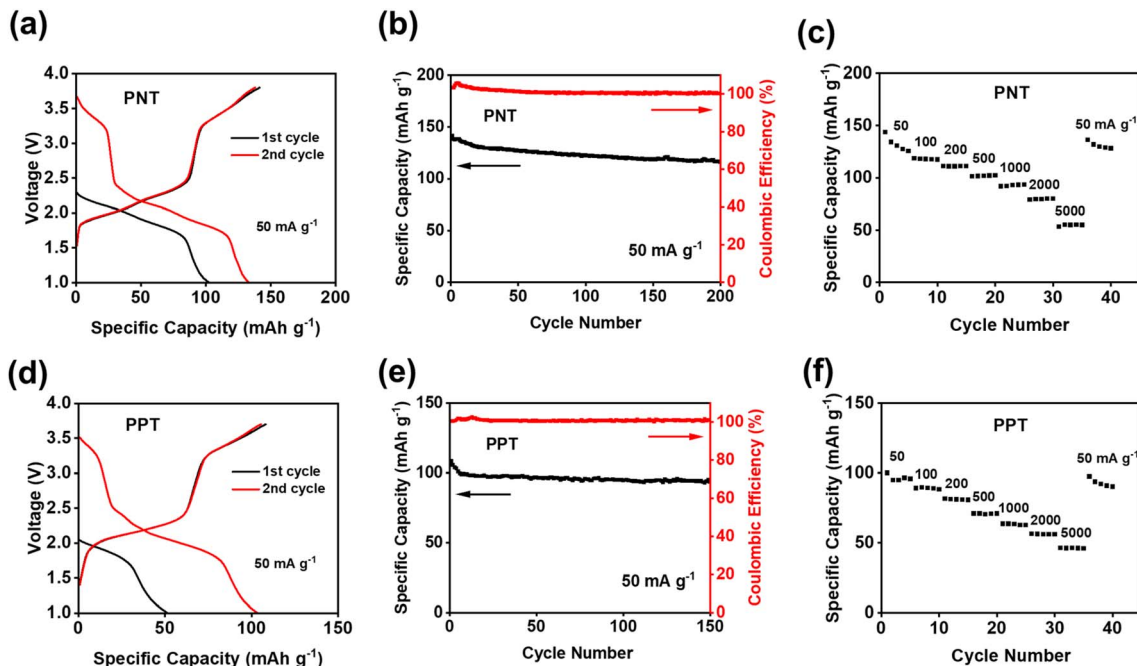 (a)
4.0
3.5
3.0
2.5
2.0
1.5
1.0
Voltage (V)
PNT
1st cycle
2nd cycle
50 mA g⁻¹
0
50
100
150
200
Specific Capacity (mAh g⁻¹)
(b)
200
150
100
50
0
Specific Capacity (mAh g⁻¹)
PNT
50 mA g⁻¹
100
80
60
40
20
0
Coulombic Efficiency (%)
0
50
100
150
200
Cycle Number
(c)
200
150
100
50
0
Specific Capacity (mAh g⁻¹)
PNT
50
100
200
500
1000
2000
5000
50 mA g⁻¹
0
10
20
30
40
Cycle Number
(d)
4.0
3.5
3.0
2.5
2.0
1.5
1.0
Voltage (V)
PPT
1st cycle
2nd cycle
50 mA g⁻¹
0
50
100
150
Specific Capacity (mAh g⁻¹)
(e)
150
100
50
0
Specific Capacity (mAh g⁻¹)
PPT
50 mA g⁻¹
100
80
60
40
20
0
Coulombic Efficiency (%)
0
50
100
150
Cycle Number
(f)
150
100
50
0
Specific Capacity (mAh g⁻¹)
PPT
50
100
200
500
1000
2000
5000
50 mA g⁻¹
0
10
20
30
40
Cycle Number